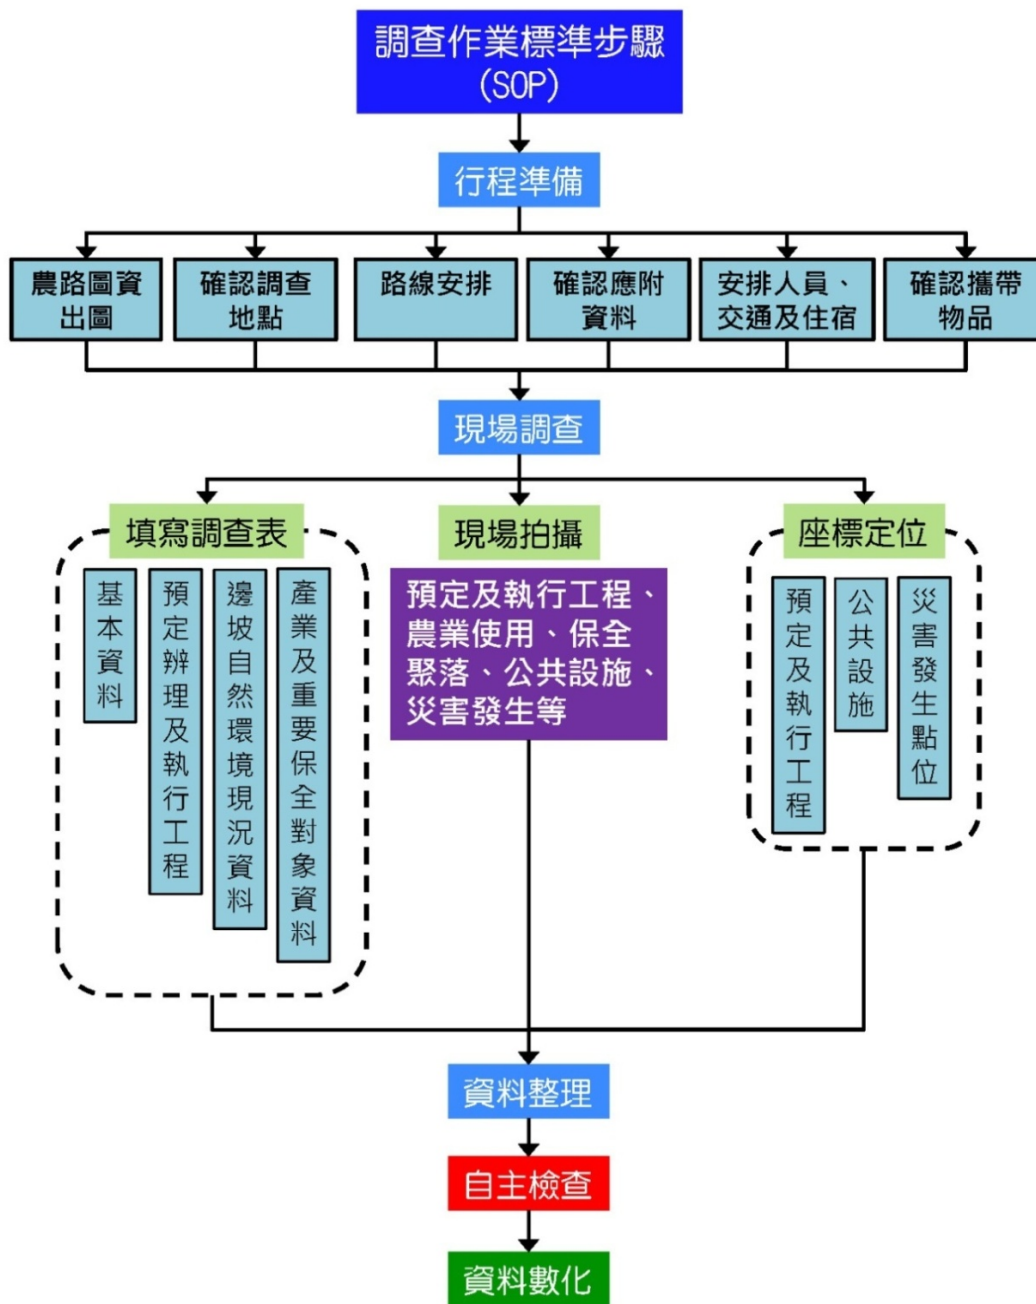 調查作業標準步驟
(SOP)
行程準備
農路圖資
出圖
確認調查
地點
路線安排
確認應附
資料
安排人員、
交通及住宿
確認攜帶
物品
現場調查
填寫調查表
基本資料
預定辨理及執行工程
邊坡自然環境現況資料
產業及重要保全對象資料
現場拍攝
預定及執行工程、
農業使用、保全
聚落、公共設施、
災害發生等
座標定位
預定及執行工程
公共設施
災害發生點位
資料整理
自主檢查
資料數化